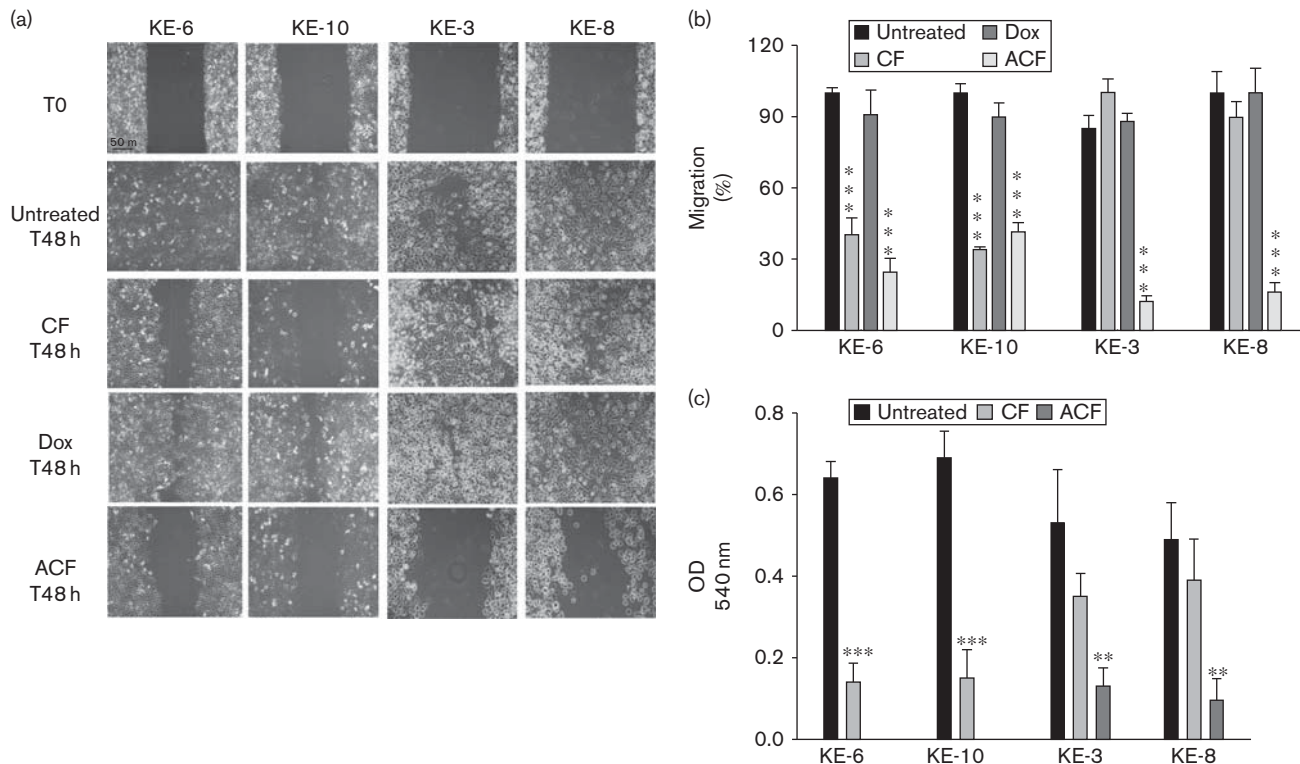 (a)
KE-6 KE-10 KE-3 KE-8
T0
50 m
Untreated
T48 h
CF
T48 h
Dox
T48 h
ACF
T48 h
(b)
Untreated Dox
CF ACF
Migration
(%)
120
90
60
30
0
*** *** *** *** *** ***
KE-6 KE-10 KE-3 KE-8
(c)
Untreated CF ACF
OD
540 nm
0.8
0.6
0.4
0.2
0.0
*** *** ** **
KE-6 KE-10 KE-3 KE-8